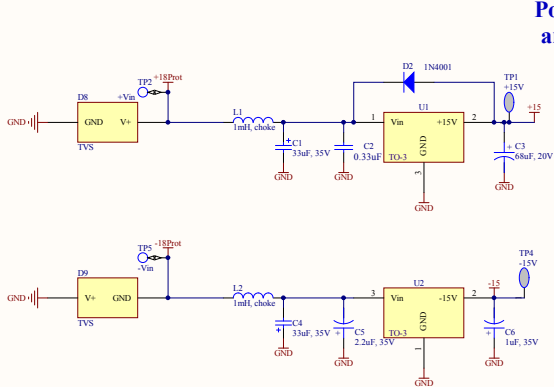 Po
a
D2 1N4001
TP2 +18Prot
TP1
+15V
D8 +Vin
+15
GND GND V+
L1
1mH, choke
U1
1 Vin +15V 2
TVS
C1
33uF, 35V
C2
0.33uF
GND
TO-3
3
C3
68uF, 20V
GND GND GND
GND
TP5 -18Prot
TP4
-15V
D9 -Vin
GND V+ GND
L2
1mH, choke
U2
3 Vin -15V 2
-15
TVS
C4
33uF, 35V
C5
2.2uF, 35V
GND
TO-3
1
C6
1uF, 35V
GND GND GND
GND